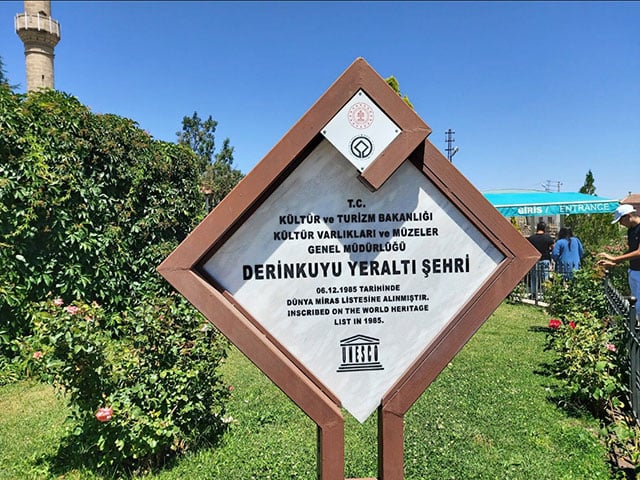 T.C.
KÜLTÜR ve TURİZM BAKANLIĞI
KÜLTÜR VARLIKLARI ve MÜZELER
GENEL MÜDÜRLÜĞÜ
DERİNKUYU YERALTI ŞEHRİ
06.12.1985 TARİHİNDE
DÜNYA MİRAS LİSTESİNE ALINMIŞTIR.
INSCRIBED ON THE WORLD HERITAGE
LIST IN 1985.
UNESCO
GİRİŞ ENTRANCE